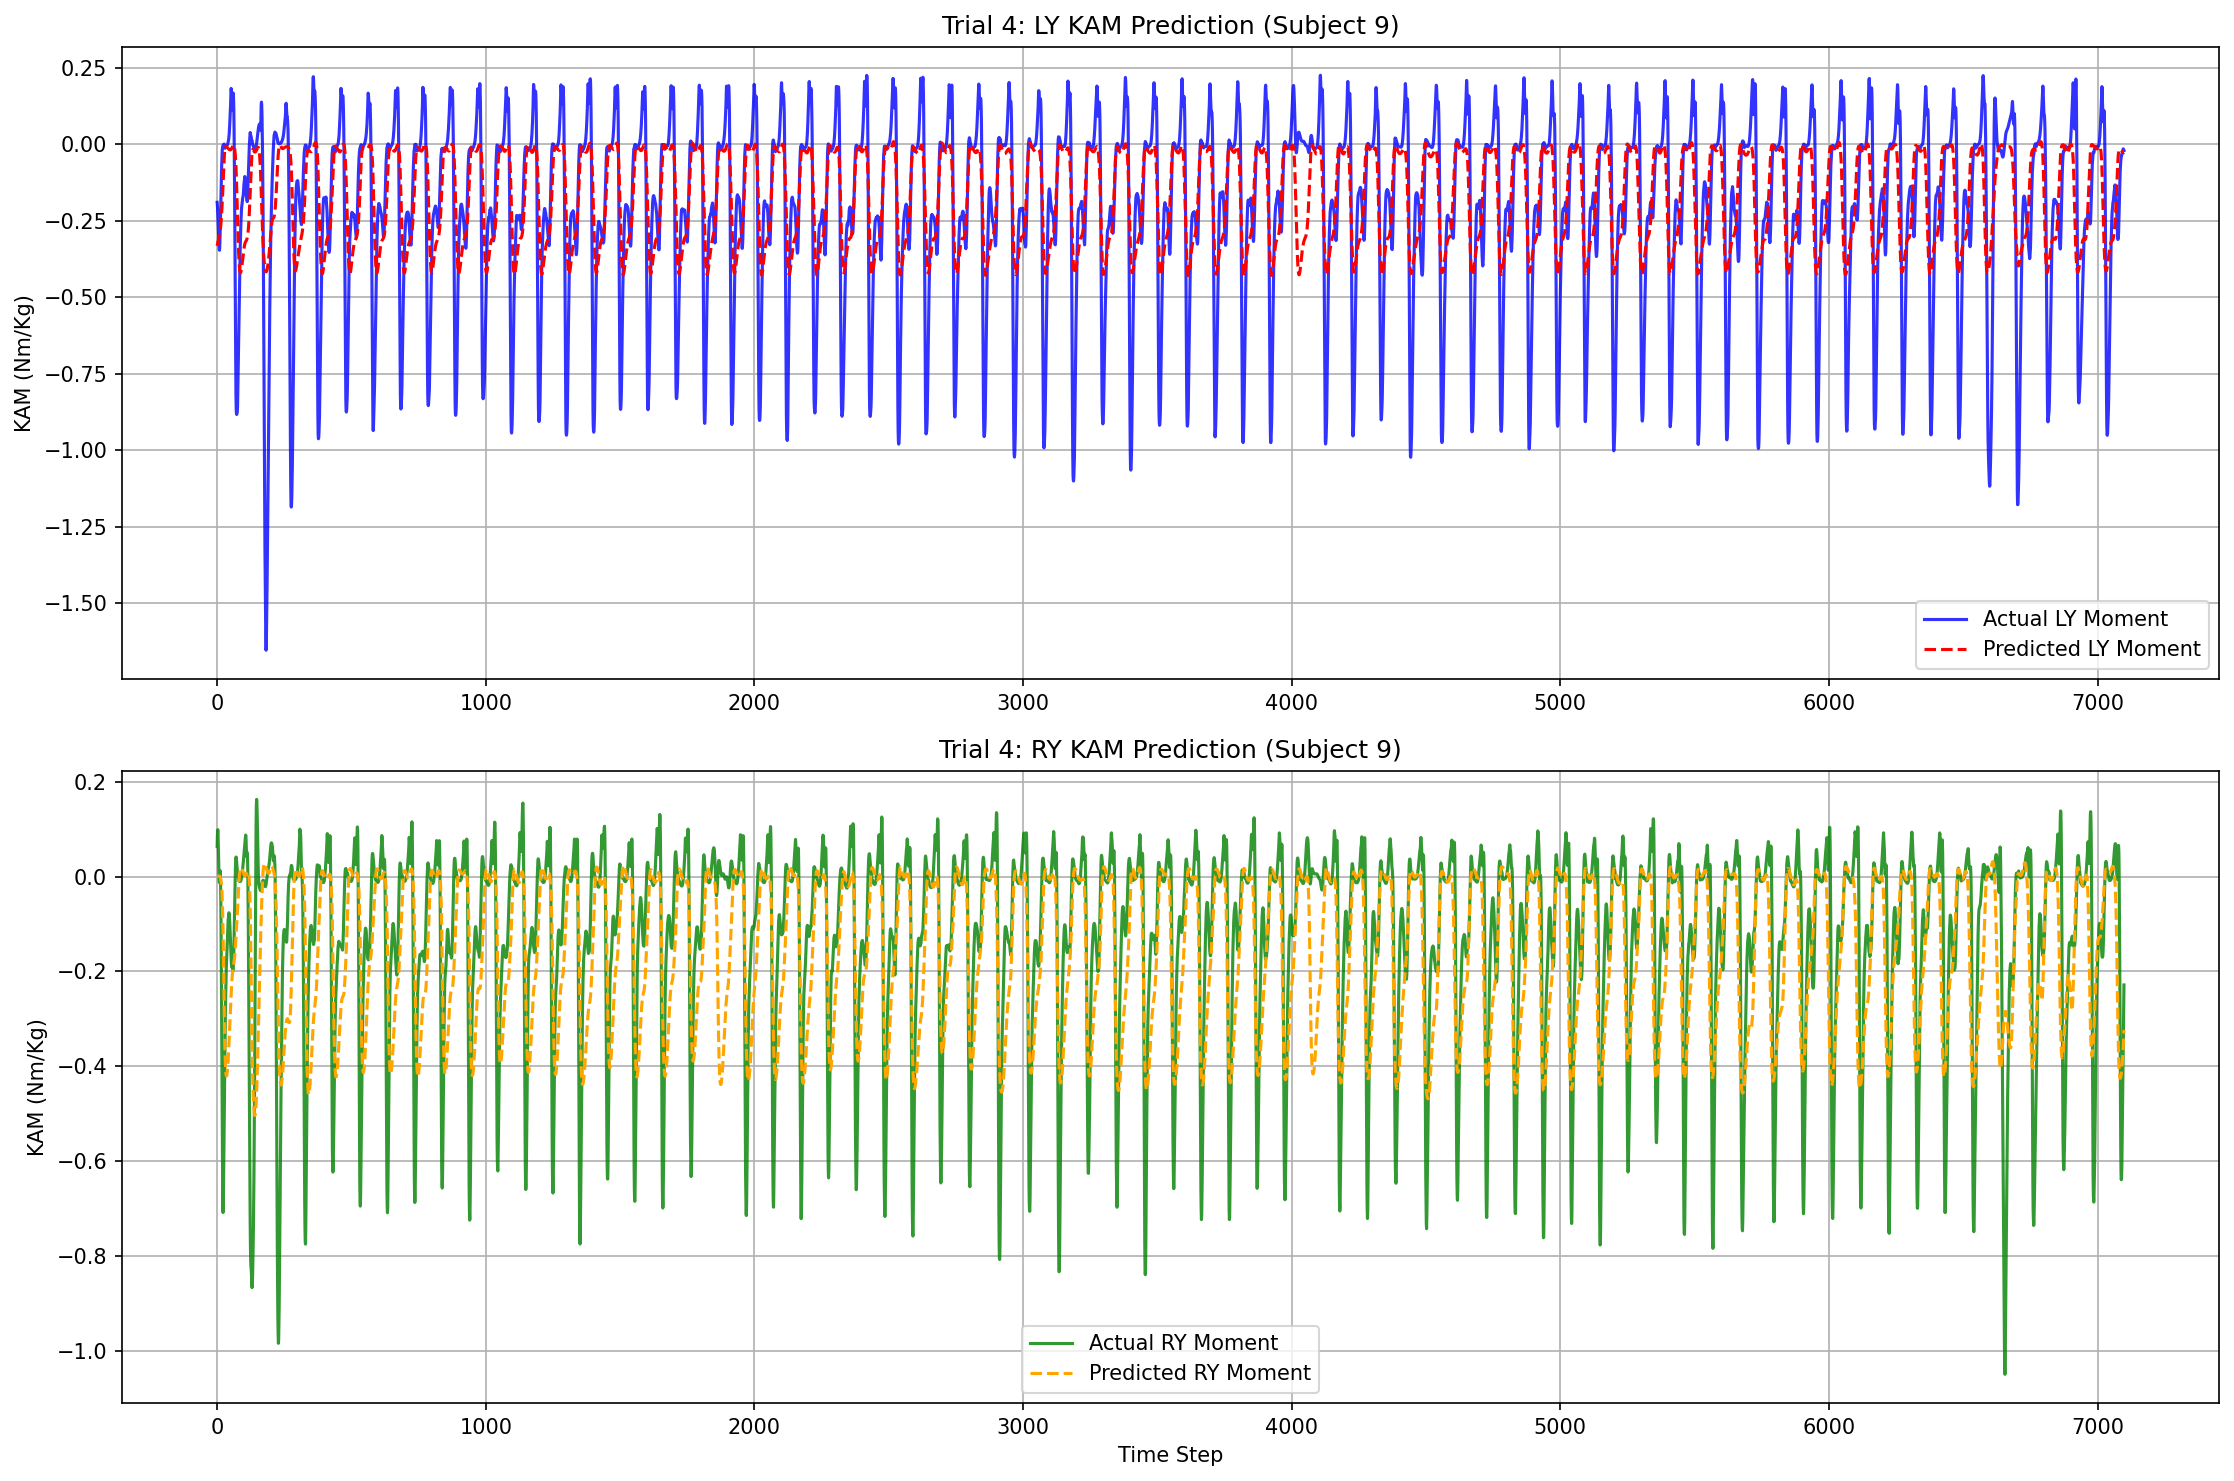 Trial 4: LY KAM Prediction (Subject 9)
0.25
0.00
−0.25
−0.50
−0.75
−1.00
−1.25
−1.50
KAM (Nm/Kg)
Actual LY Moment
Predicted LY Moment
0 1000 2000 3000 4000 5000 6000 7000
Trial 4: RY KAM Prediction (Subject 9)
0.2
0.0
−0.2
−0.4
−0.6
−0.8
−1.0
KAM (Nm/Kg)
Actual RY Moment
Predicted RY Moment
0 1000 2000 3000 4000 5000 6000 7000
Time Step